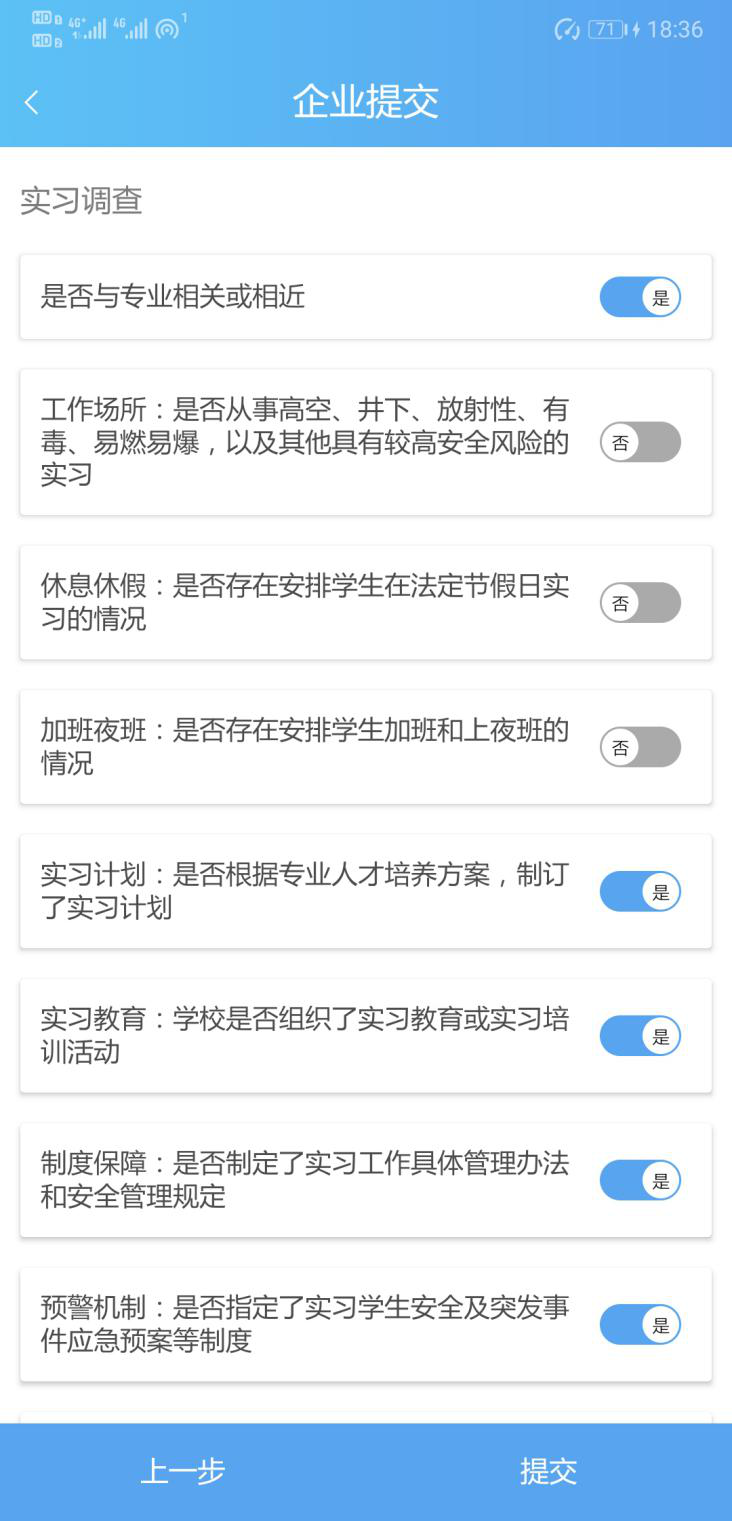 HD 1 4G+ 4G 1 71 18:36
HD 2
企业提交
实习调查
是否与专业相关或相近
是
工作场所：是否从事高空、井下、放射性、有
毒、易燃易爆，以及其他具有较高安全风险的
实习
否
休息休假：是否存在安排学生在法定节假日实
习的情况
否
加班夜班：是否存在安排学生加班和上夜班的
情况
否
实习计划：是否根据专业人才培养方案，制订
了实习计划
是
实习教育：学校是否组织了实习教育或实习培
训活动
是
制度保障：是否制定了实习工作具体管理办法
和安全管理规定
是
预警机制：是否指定了实习学生安全及突发事
件应急预案等制度
是
上一步 提交